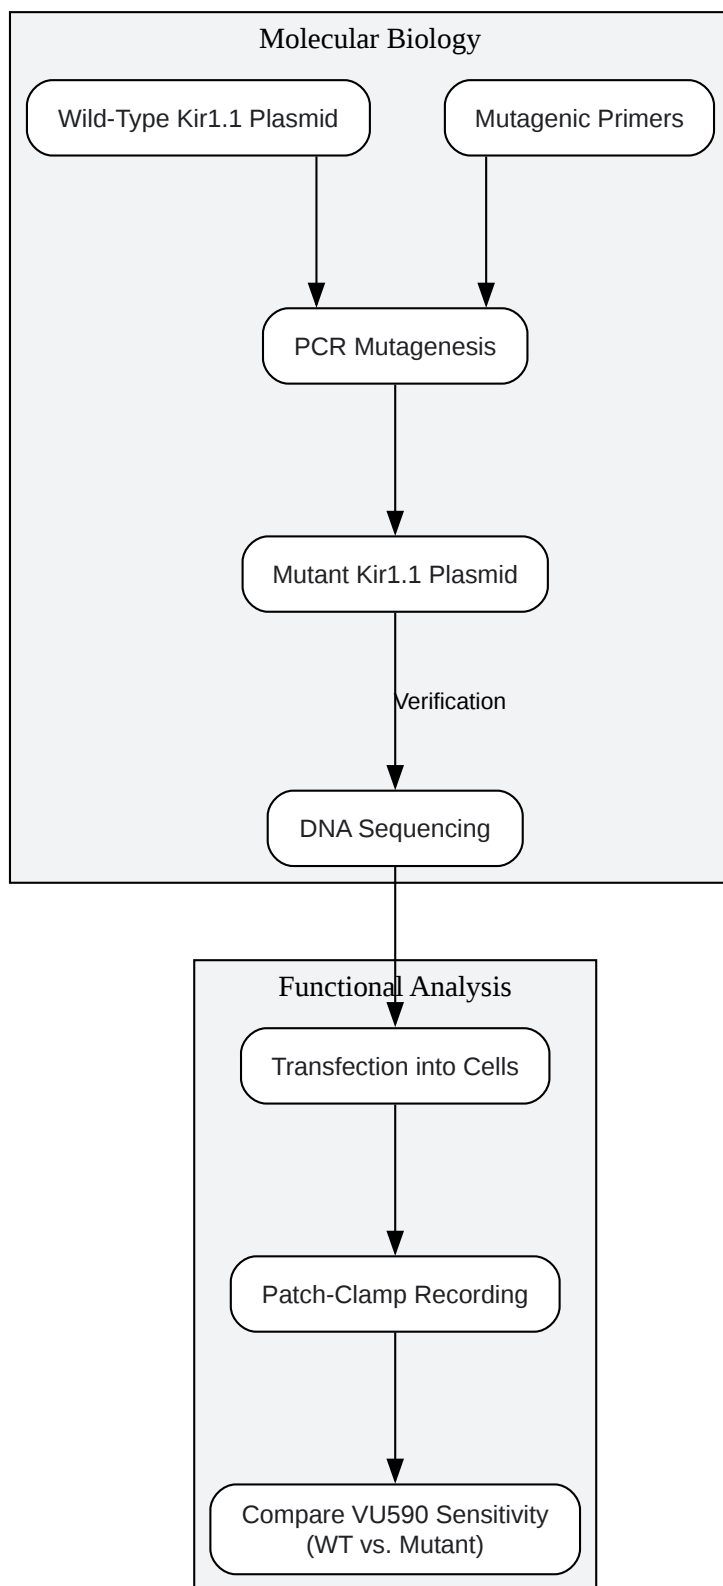 Molecular Biology
Wild-Type Kir1.1 Plasmid
Mutagenic Primers
PCR Mutagenesis
Mutant Kir1.1 Plasmid
Verification
DNA Sequencing
Functional Analysis
Transfection into Cells
Patch-Clamp Recording
Compare VU590 Sensitivity
(WT vs. Mutant)